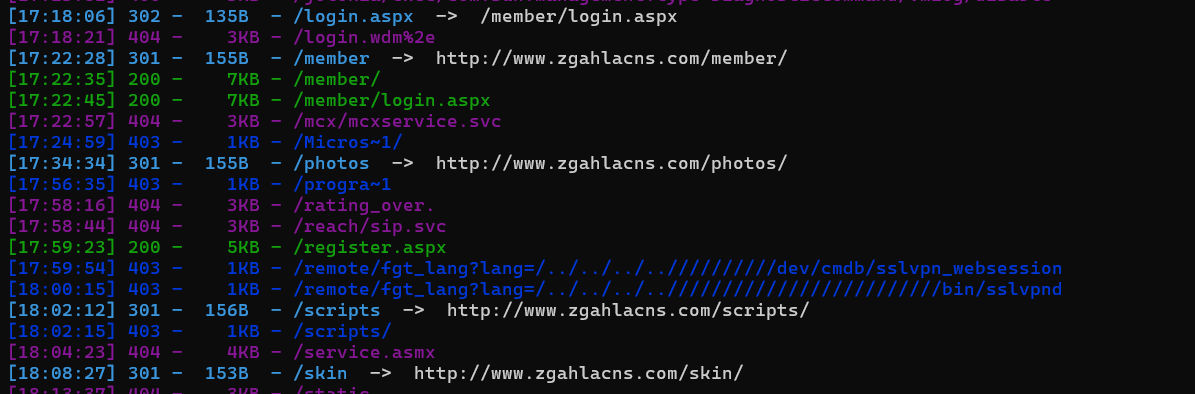 [17:18:06] 302 - 135B - /login.aspx -> /member/login.aspx
[17:18:21] 404 - 3KB - /login.wdm%2e
[17:22:28] 301 - 155B - /member -> http://www.zgahlacns.com/member/
[17:22:35] 200 - 7KB - /member/
[17:22:45] 200 - 7KB - /member/login.aspx
[17:22:57] 404 - 3KB - /mcx/mcxservice.svc
[17:24:59] 403 - 1KB - /Micros~1/
[17:34:34] 301 - 155B - /photos -> http://www.zgahlacns.com/photos/
[17:56:35] 403 - 1KB - /progra~1
[17:58:16] 404 - 3KB - /rating_over.
[17:58:44] 404 - 3KB - /reach/sip.svc
[17:59:23] 200 - 5KB - /register.aspx
[17:59:54] 403 - 1KB - /remote/fgt_lang?lang=/../../../..//////////dev/cmdb/sslvpn_websession
[18:00:15] 403 - 1KB - /remote/fgt_lang?lang=/../../../..////////////////////////​/bin/sslvpnd
[18:02:12] 301 - 156B - /scripts -> http://www.zgahlacns.com/scripts/
[18:02:15] 403 - 1KB - /scripts/
[18:04:23] 404 - 4KB - /service.asmx
[18:08:27] 301 - 153B - /skin -> http://www.zgahlacns.com/skin/
[18:13:37] 404 - 3KB - /static